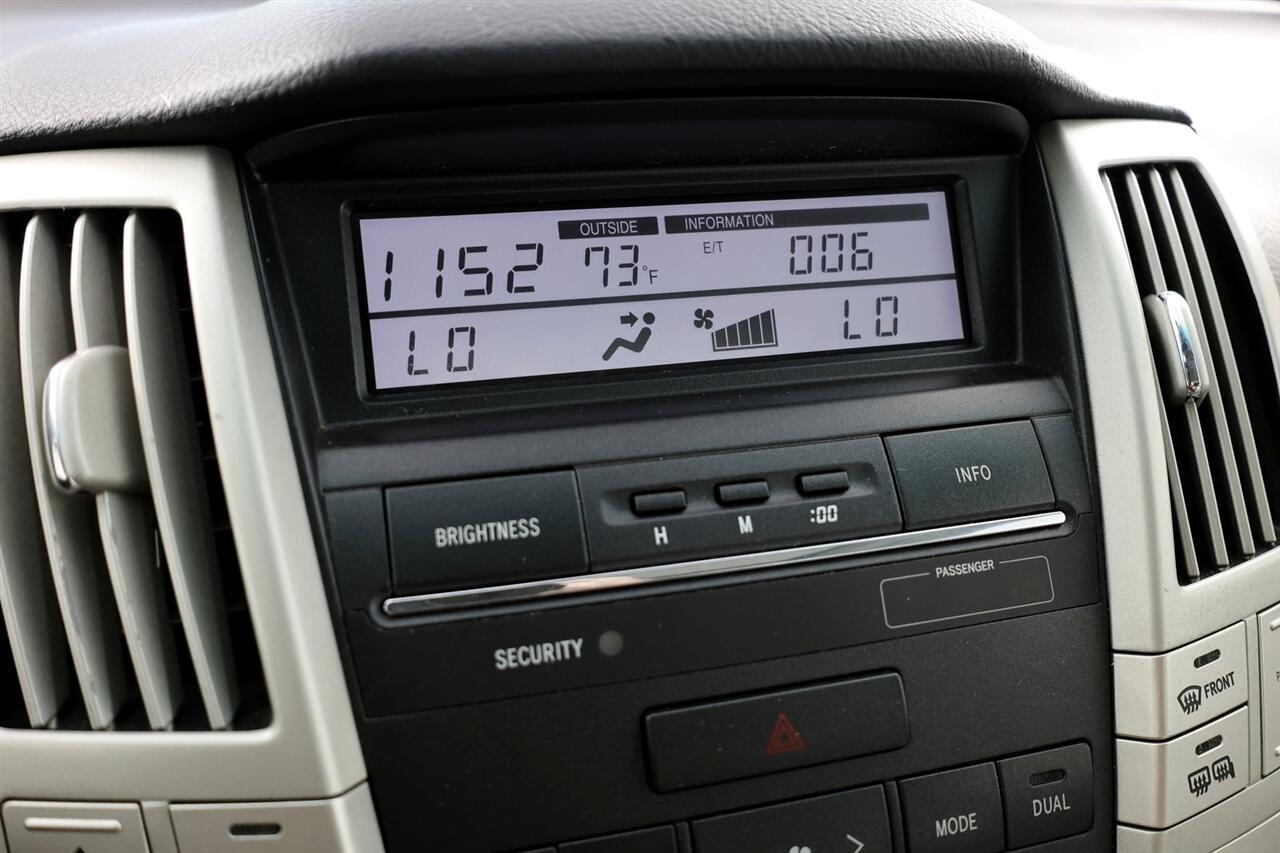 OUTSIDE INFORMATION
1152 73°F E/T 006
LO LO
BRIGHTNESS H M :00 INFO
PASSENGER
SECURITY
FRONT
MODE DUAL